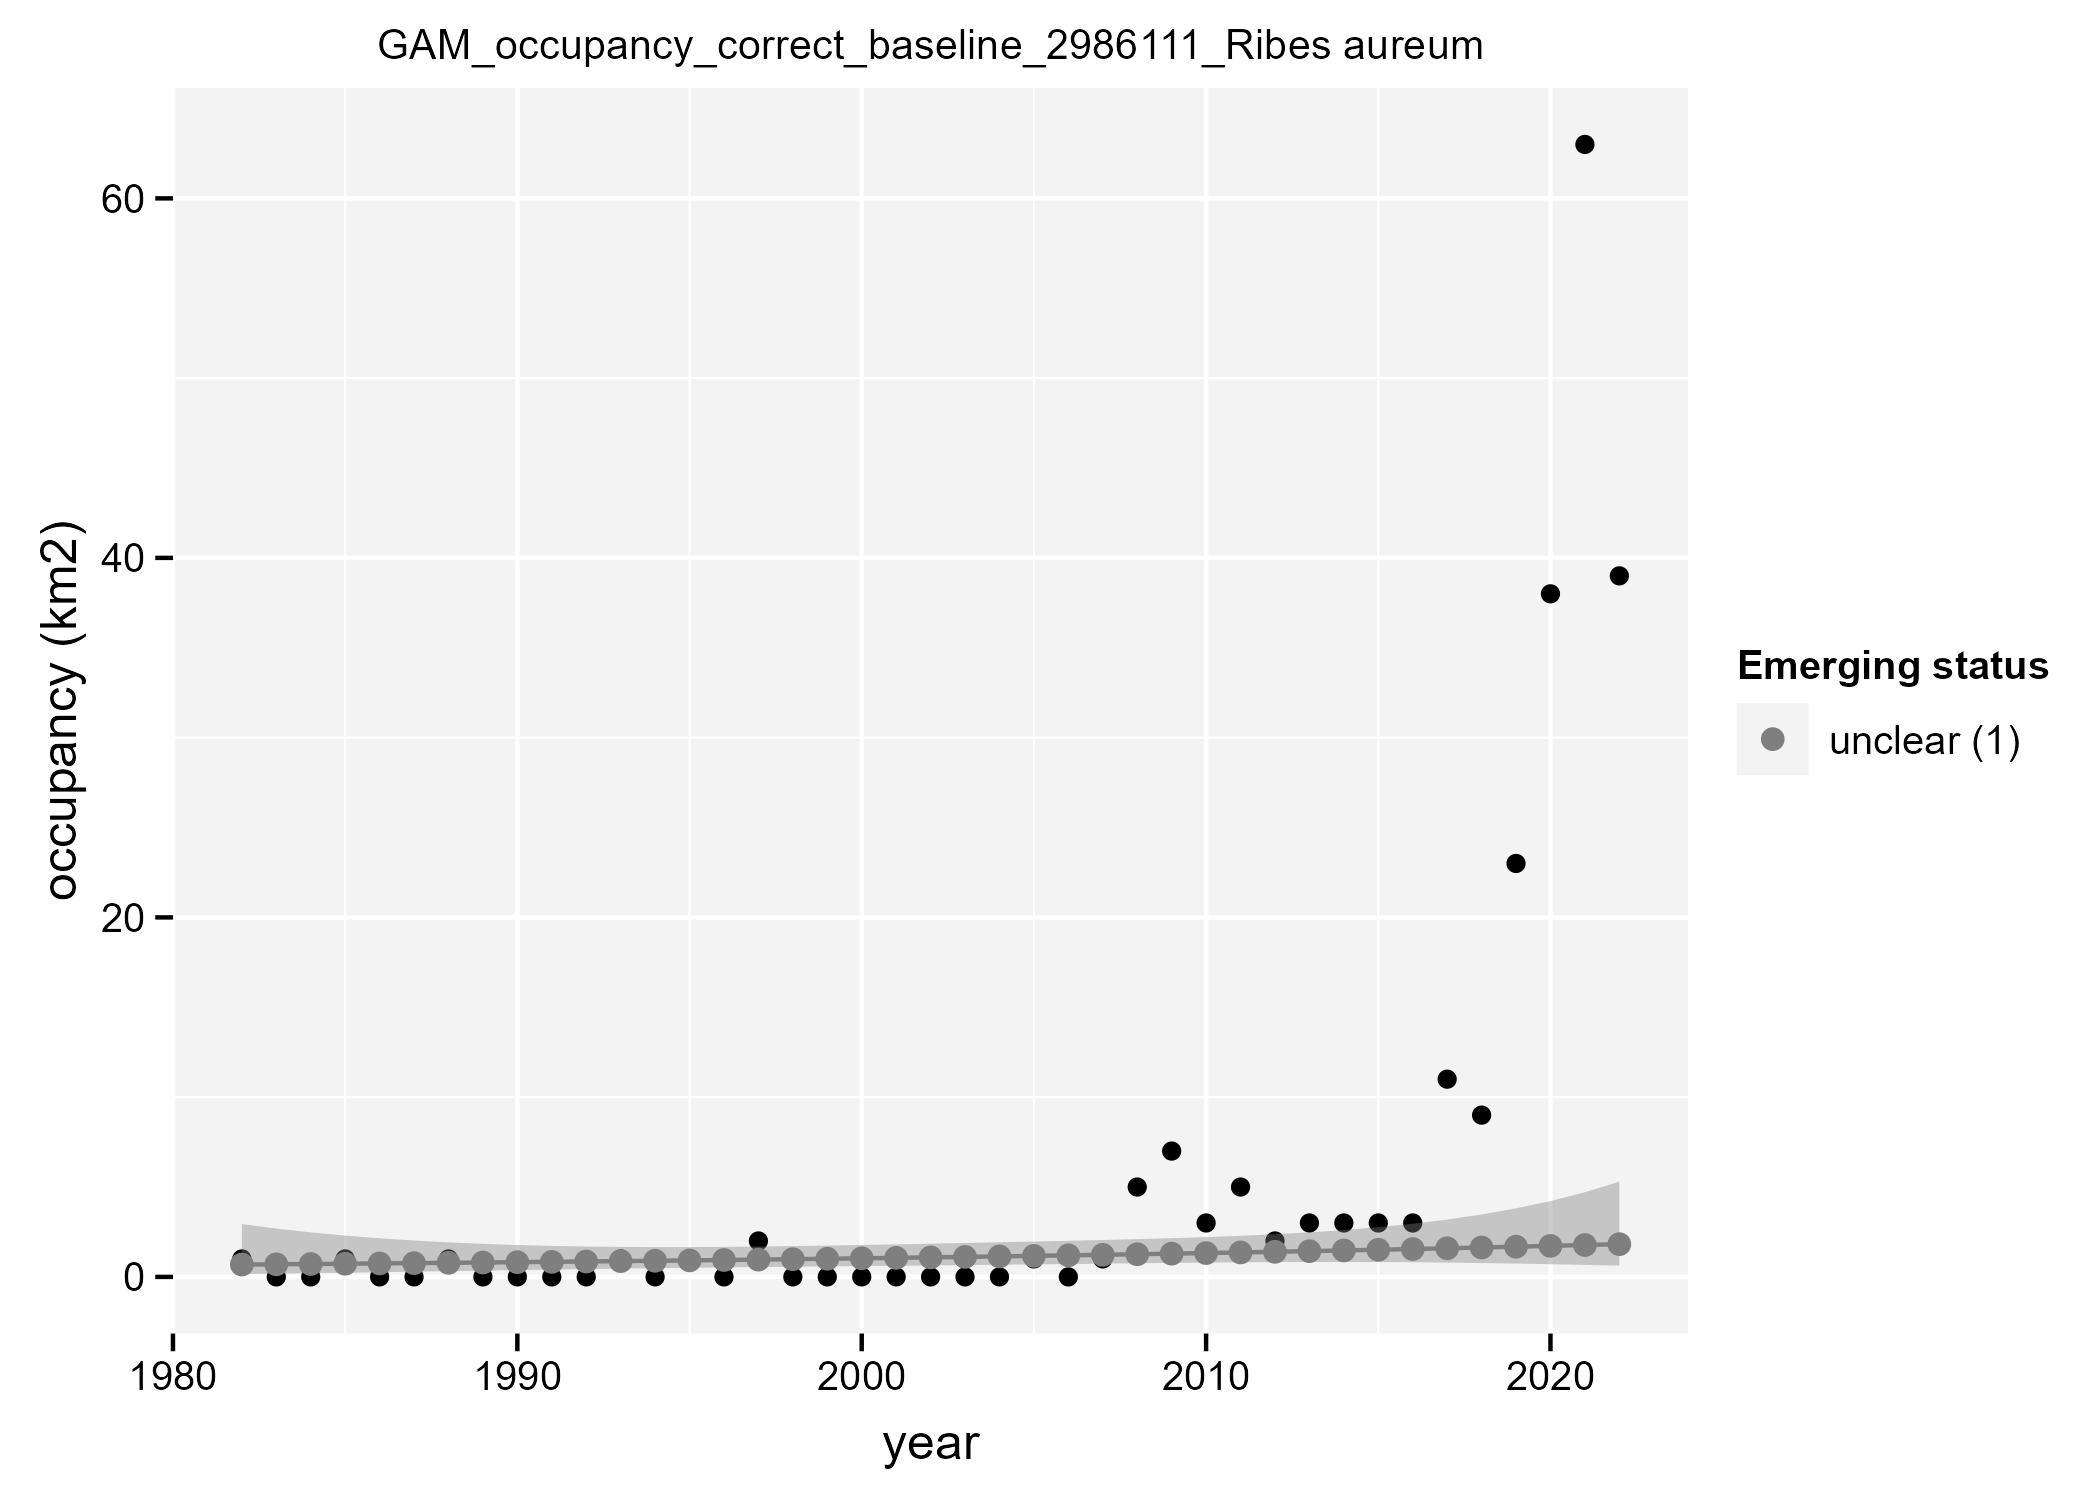 GAM_occupancy_correct_baseline_2986111_Ribes aureum
60
40
20
0
occupancy (km2)
1980
1990
2000
2010
2020
year
Emerging status
unclear (1)